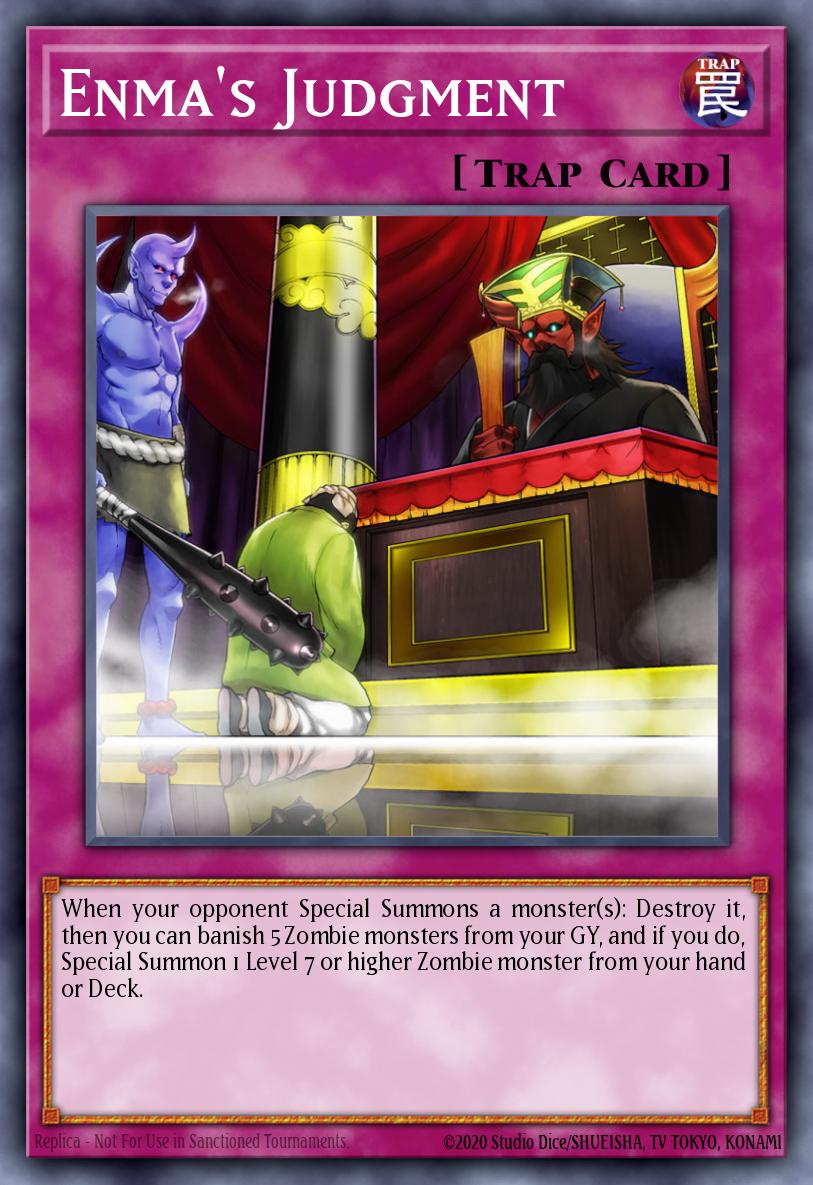 Enma's Judgment
TRAP
罠
[Trap Card]
When your opponent Special Summons a monster(s): Destroy it,
then you can banish 5 Zombie monsters from your GY, and if you do,
Special Summon 1 Level 7 or higher Zombie monster from your hand
or Deck.
Replica - Not For Use in Sanctioned Tournaments.
©2020 Studio Dice/SHUEISHA, TV TOKYO, KONAMI